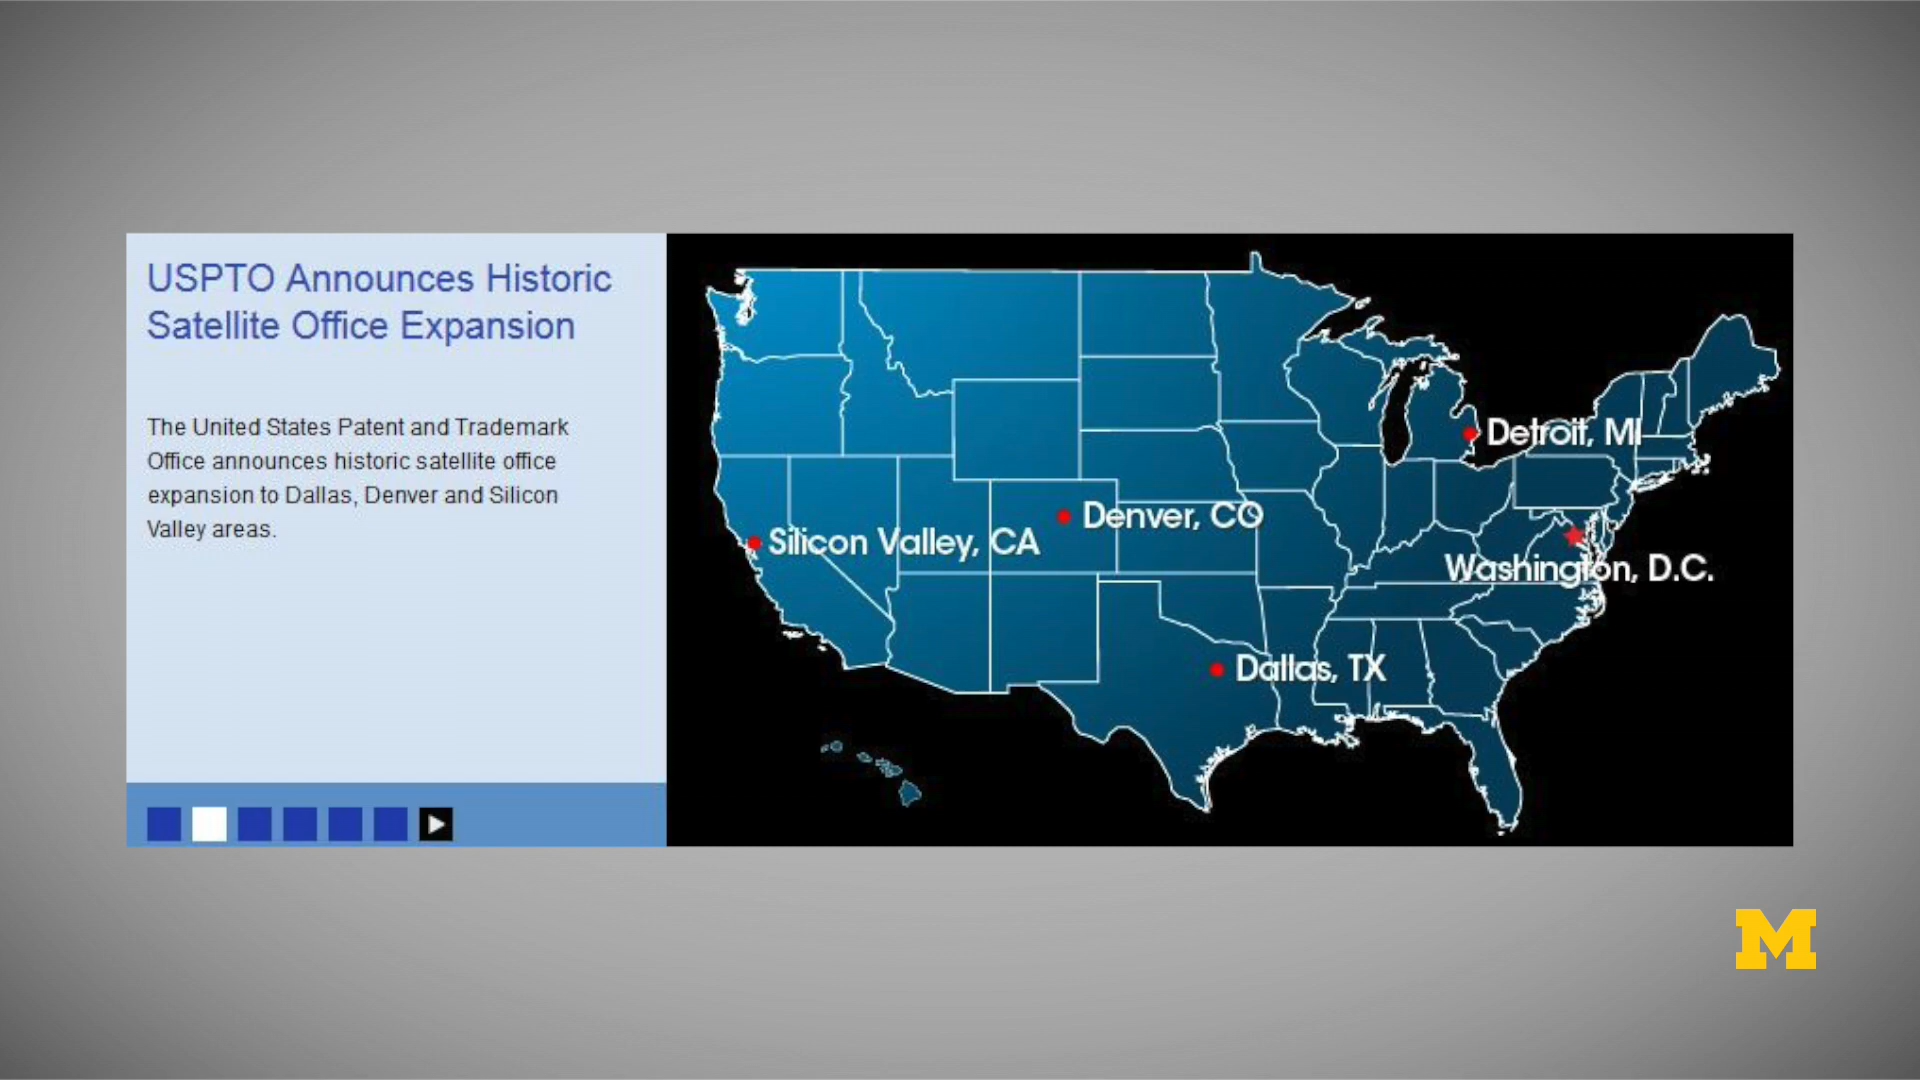 USPTO Announces Historic
Satellite Office Expansion
The United States Patent and Trademark
Office announces historic satellite office
expansion to Dallas, Denver and Silicon
Valley areas.
Detroit, MI
Denver, CO
Silicon Valley, CA
Washington, D.C.
Dallas, TX
M